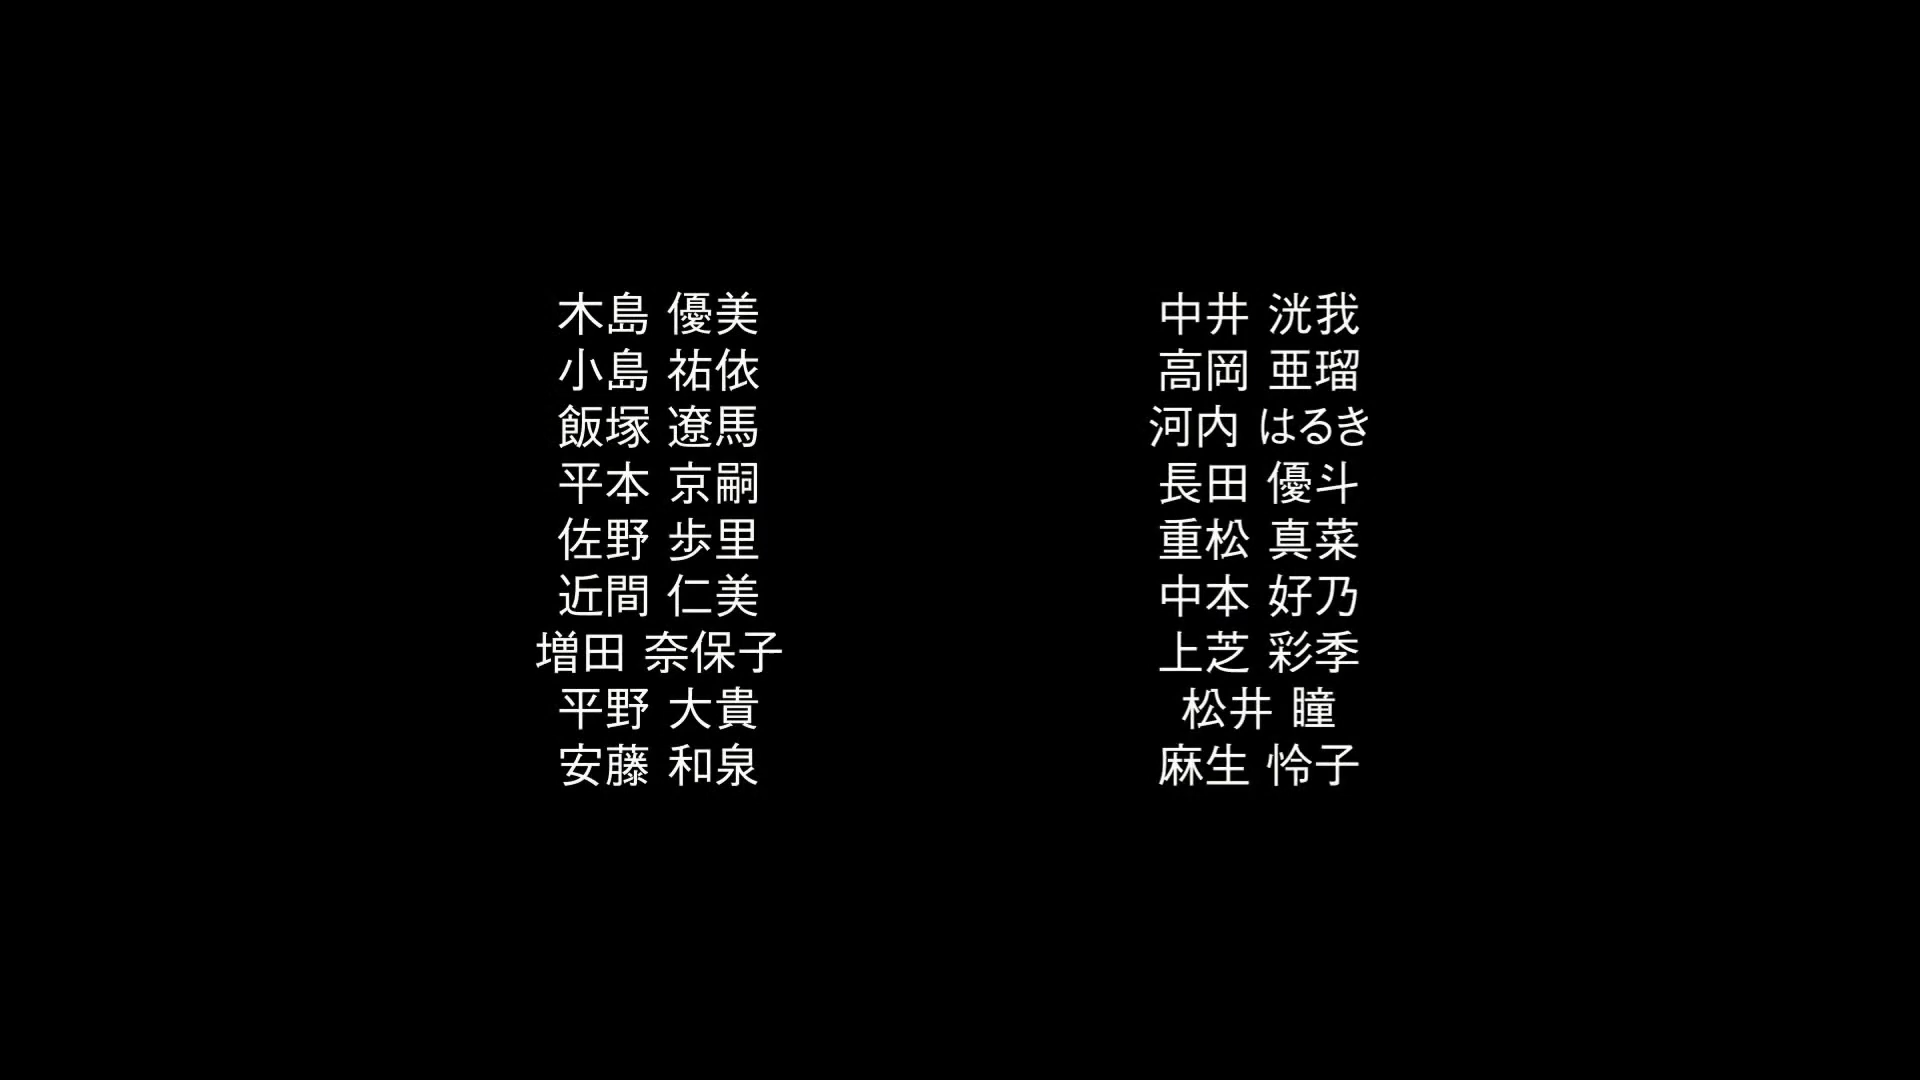 木島 優美
小島 祐依
飯塚 遼馬
平本 京嗣
佐野 歩里
近間 仁美
増田 奈保子
平野 大貴
安藤 和泉
中井 洸我
高岡 亜瑠
河内 はるき
長田 優斗
重松 真菜
中本 好乃
上芝 彩季
松井 瞳
麻生 怜子